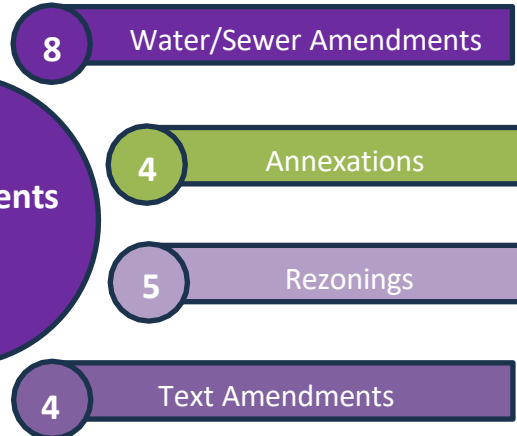 8 Water/Sewer Amendments
4 Annexations
ents
5 Rezonings
4 Text Amendments